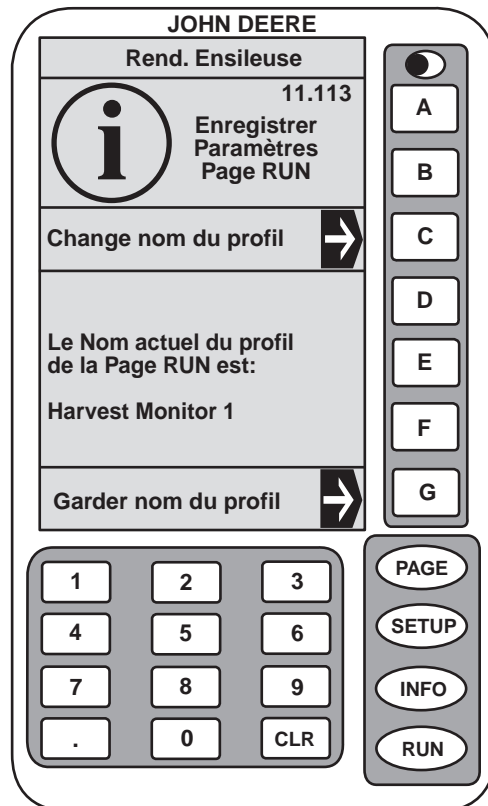 JOHN DEERE
Rend. Ensileuse
11.113
Enregistrer
Paramètres
Page RUN
Change nom du profil
Le Nom actuel du profil
de la Page RUN est:
Harvest Monitor 1
Garder nom du profil
A
B
C
D
E
F
G
1 2 3
4 5 6
7 8 9
. 0 CLR
PAGE
SETUP
INFO
RUN